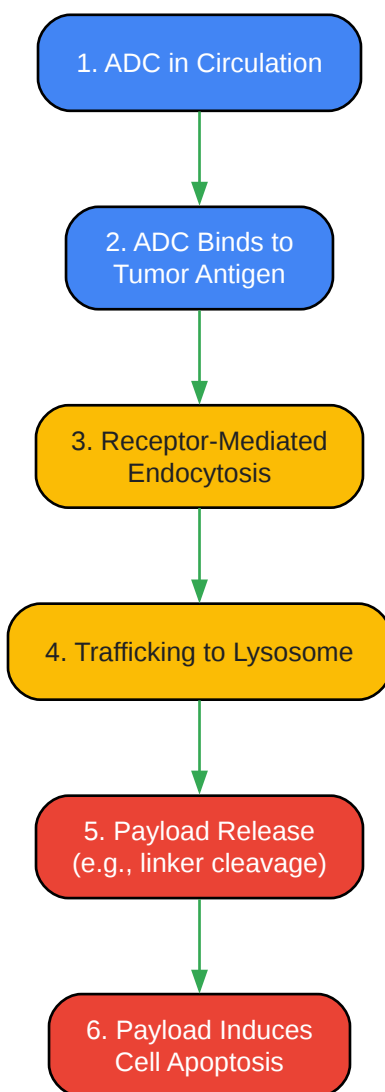 1. ADC in Circulation
2. ADC Binds to
Tumor Antigen
3. Receptor-Mediated
Endocytosis
4. Trafficking to Lysosome
5. Payload Release
(e.g., linker cleavage)
6. Payload Induces
Cell Apoptosis